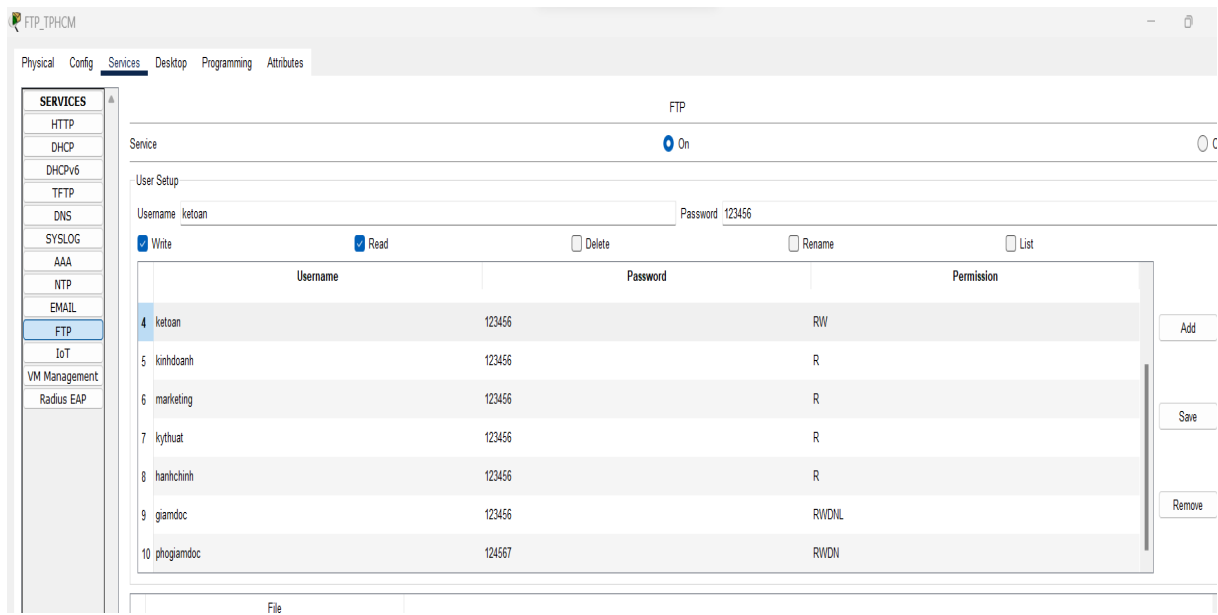 FTP_TPHCM
Physical Config Services Desktop Programming Attributes
SERVICES
HTTP
DHCP
DHCPv6
TFTP
DNS
SYSLOG
AAA
NTP
EMAIL
FTP
IoT
VM Management
Radius EAP
FTP
Service On
User Setup
Username ketoan Password 123456
Write Read Delete Rename List
Username Password Permission
4 ketoan 123456 RW
5 kinhdoanh 123456 R
6 marketing 123456 R
7 kythuat 123456 R
8 hanhchinh 123456 R
9 giamdoc 123456 RWDNL
10 phogiamdoc 124567 RWDN
Add
Save
Remove
File